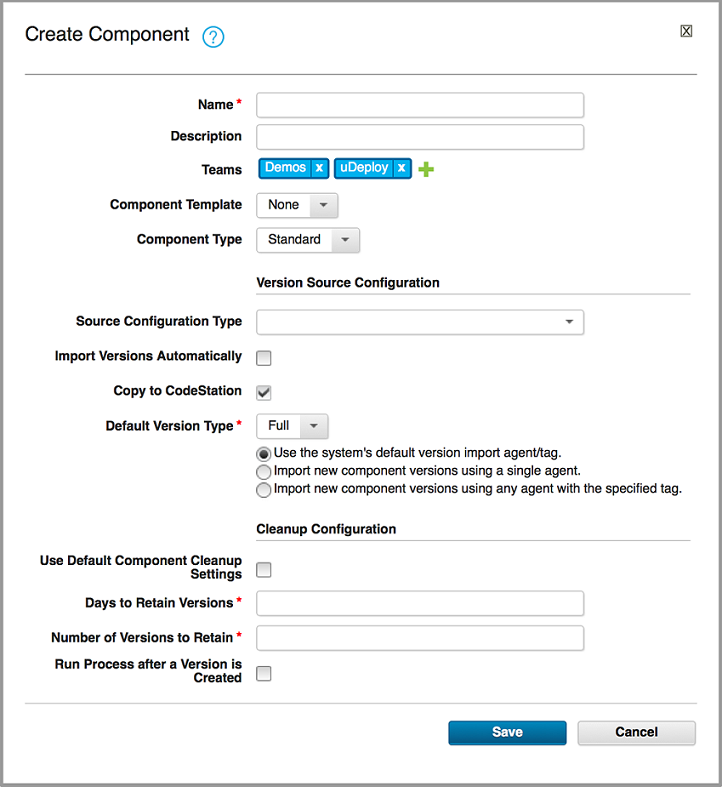 Create Component ?
Name *
Description
Teams Demos x uDeploy x
Component Template None
Component Type Standard
Version Source Configuration
Source Configuration Type
Import Versions Automatically
Copy to CodeStation
Default Version Type * Full
Use the system's default version import agent/tag.
Import new component versions using a single agent.
Import new component versions using any agent with the specified tag.
Cleanup Configuration
Use Default Component Cleanup
Settings
Days to Retain Versions *
Number of Versions to Retain *
Run Process after a Version is
Created
Save Cancel